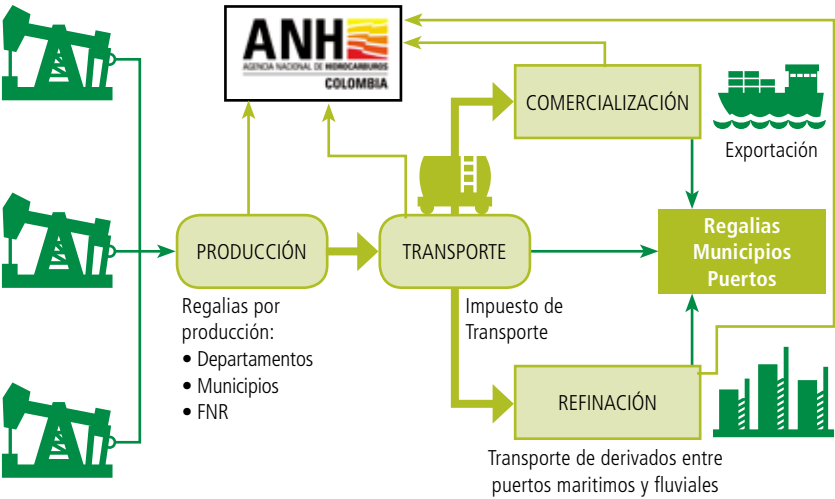 ANH
AGENCIA NACIONAL DE HIDROCARBUROS
COLOMBIA
COMERCIALIZACIÓN
Exportación
PRODUCCIÓN
TRANSPORTE
Regalias
Municipios
Puertos
Regalias por
producción:
• Departamentos
• Municipios
• FNR
Impuesto de
Transporte
REFINACIÓN
Transporte de derivados entre
puertos maritimos y fluviales